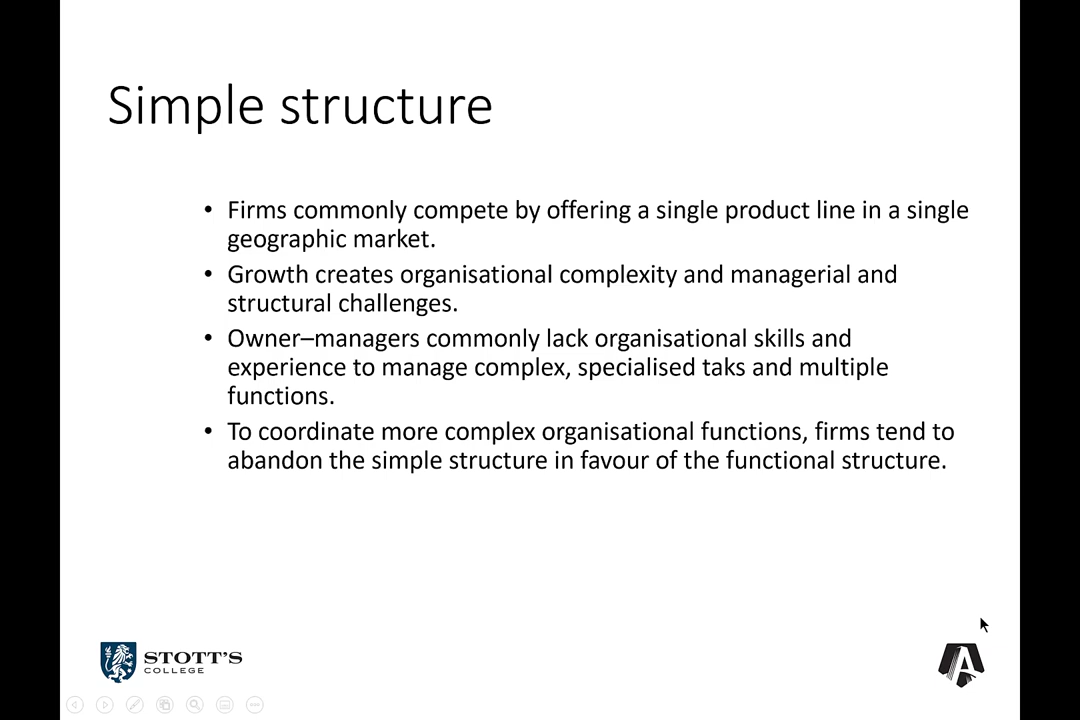 Simple structure
• Firms commonly compete by offering a single product line in a single
geographic market.
• Growth creates organisational complexity and managerial and
structural challenges.
• Owner–managers commonly lack organisational skills and
experience to manage complex, specialised taks and multiple
functions.
• To coordinate more complex organisational functions, firms tend to
abandon the simple structure in favour of the functional structure.
STOTT'S
COLLEGE
A